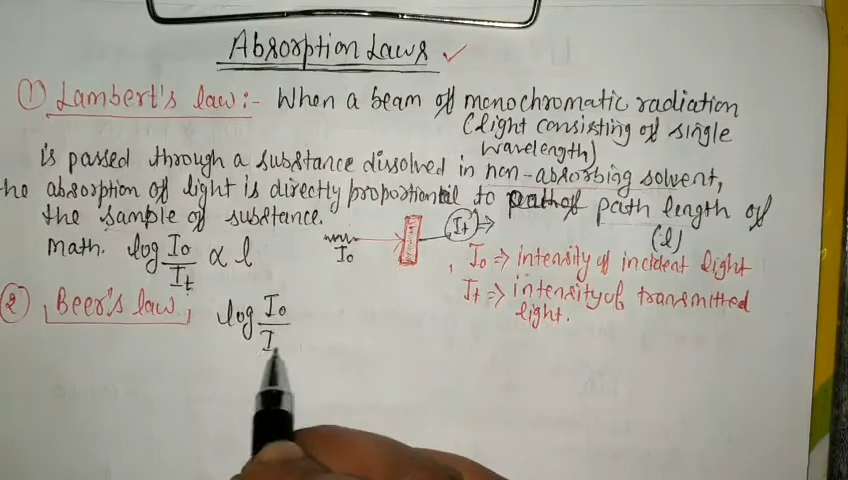 Absorption Laws ✓
① Lambert's law:- When a beam of monochromatic radiation
(light consisting of single
wavelength)
is passed through a substance dissolved in non-absorbing solvent,
he absorption of light is directly proportional to path length of
the sample of substance. (l)
Math. log I₀/It ∝ l
I₀ It ⇒
, I₀ ⇒ intensity of incident light
It ⇒ intensity of transmitted
light.
② Beer's law, log I₀/I